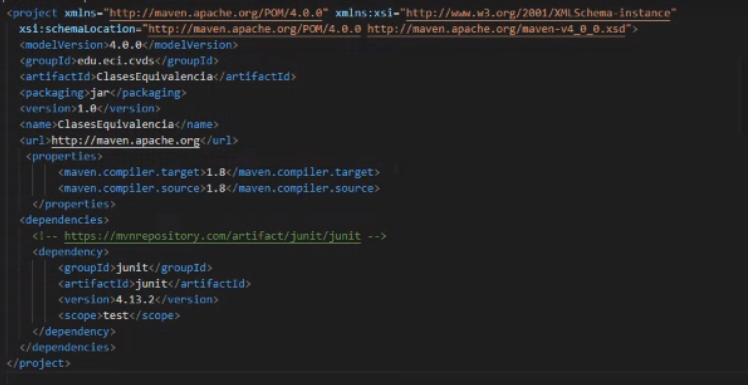 <project xmlns="http://maven.apache.org/POM/4.0.0" xmlns:xsi="http://www.w3.org/2001/XMLSchema-instance"
xsi:schemaLocation="http://maven.apache.org/POM/4.0.0 http://maven.apache.org/maven-v4_0_0.xsd">
<modelVersion>4.0.0</modelVersion>
<groupId>edu.eci.cvds</groupId>
<artifactId>ClasesEquivalencia</artifactId>
<packaging>jar</packaging>
<version>1.0</version>
<name>ClasesEquivalencia</name>
<url>http://maven.apache.org</url>
<properties>
<maven.compiler.target>1.8</maven.compiler.target>
<maven.compiler.source>1.8</maven.compiler.source>
</properties>
<dependencies>
<!-- https://mvnrepository.com/artifact/junit/junit -->
<dependency>
<groupId>junit</groupId>
<artifactId>junit</artifactId>
<version>4.13.2</version>
<scope>test</scope>
</dependency>
</dependencies>
</project>